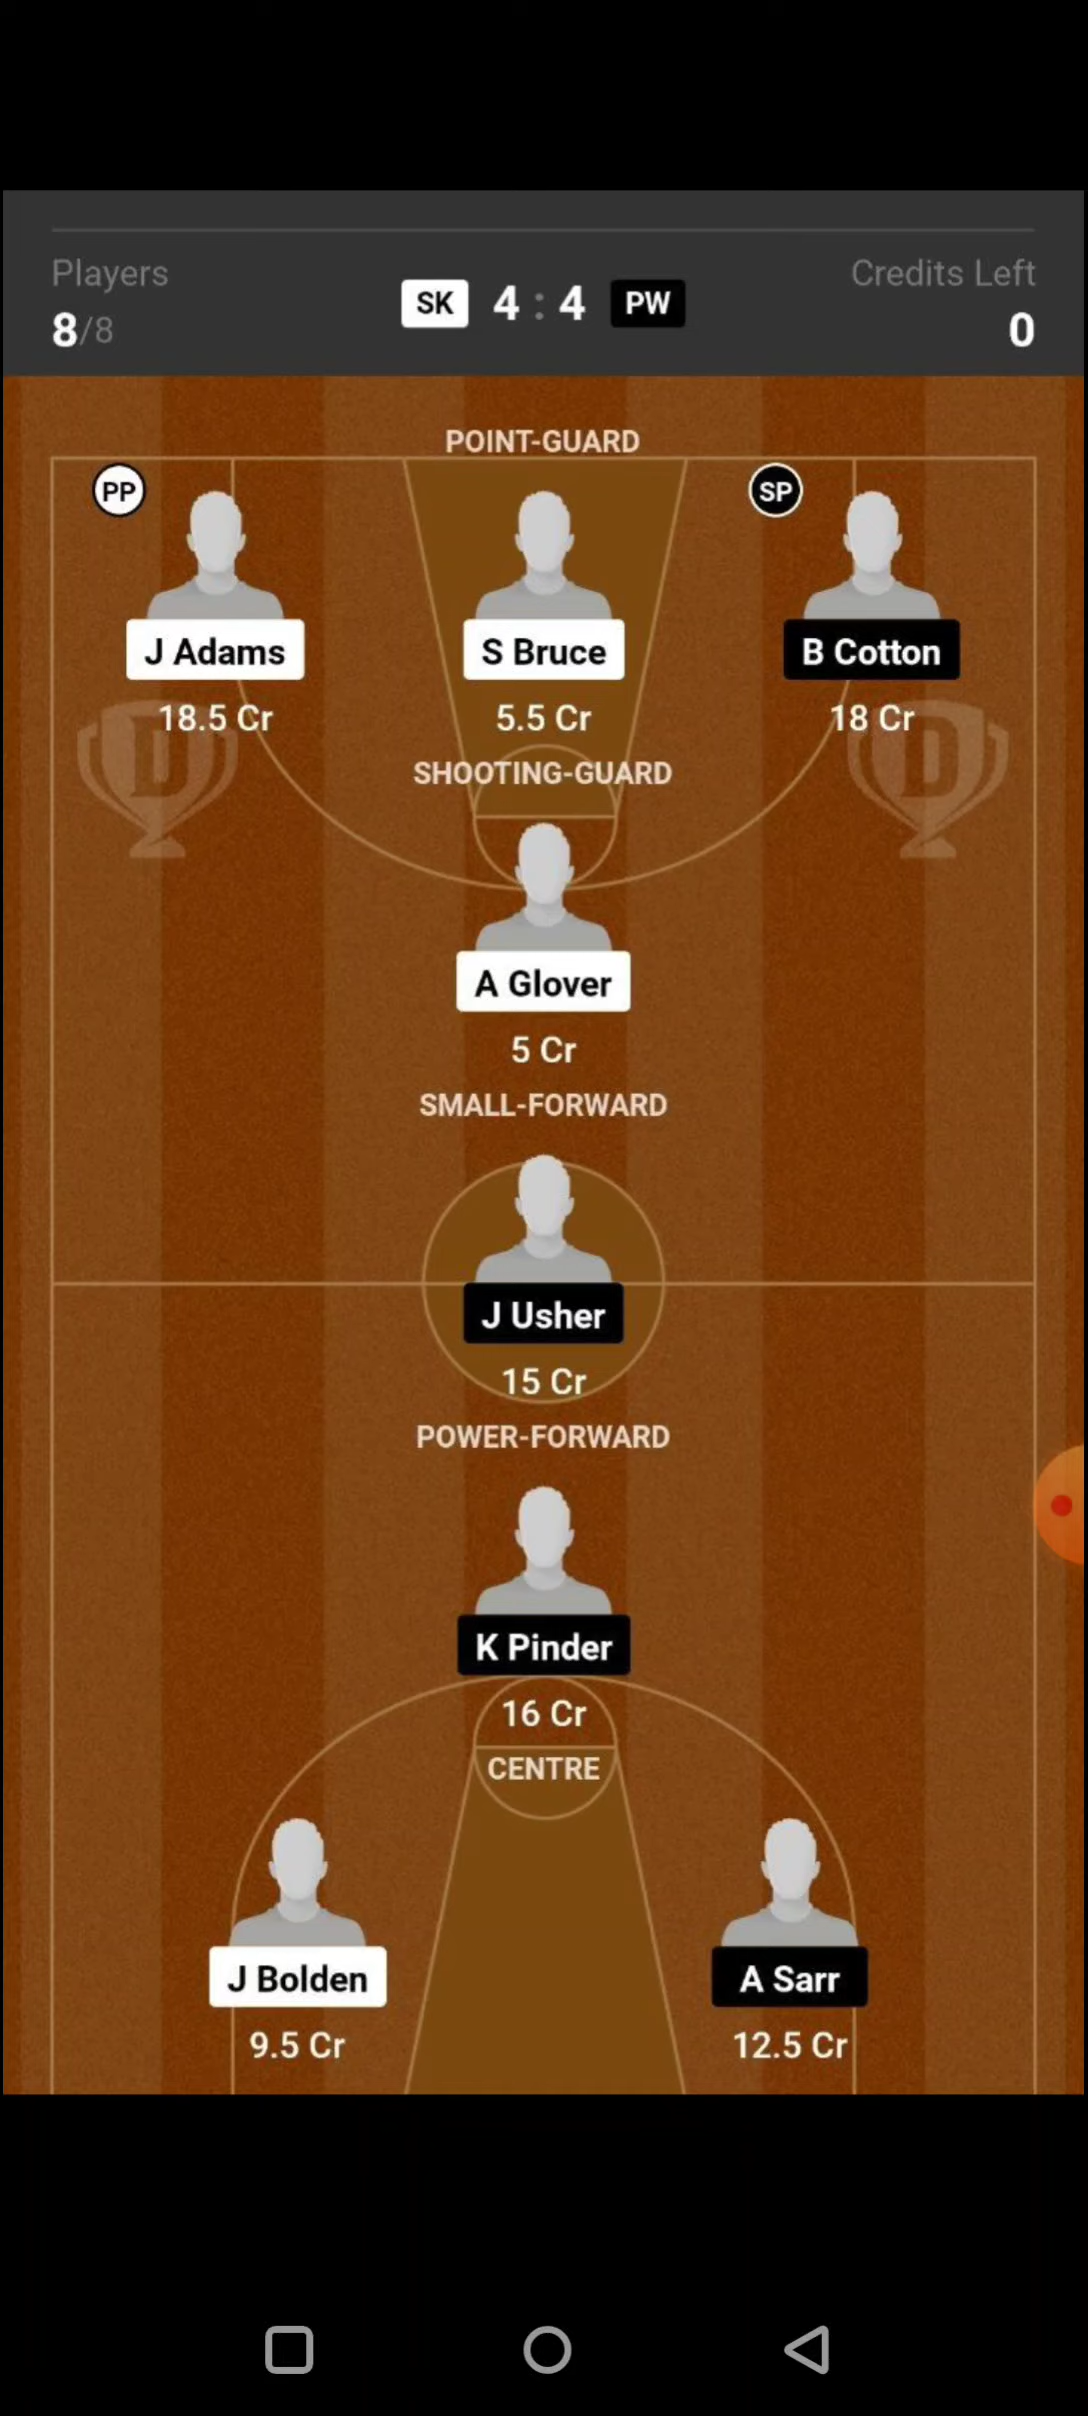 Players
8/8
SK 4 : 4 PW
Credits Left
0
POINT-GUARD
PP
SP
J Adams
S Bruce
B Cotton
18.5 Cr
5.5 Cr
18 Cr
D
D
SHOOTING-GUARD
A Glover
5 Cr
SMALL-FORWARD
J Usher
15 Cr
POWER-FORWARD
K Pinder
16 Cr
CENTRE
J Bolden
A Sarr
9.5 Cr
12.5 Cr